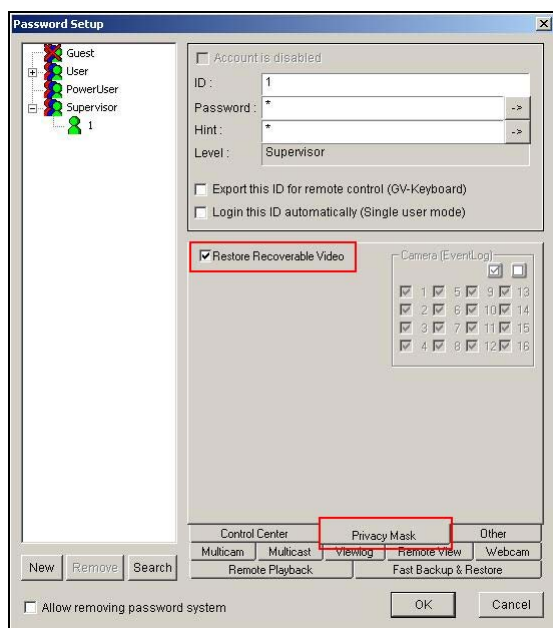 Password Setup
Guest
User
PowerUser
Supervisor
1
Account is disabled
ID : 1
Password : * ->
Hint : * ->
Level : Supervisor
Export this ID for remote control (GV-Keyboard)
Login this ID automatically (Single user mode)
Restore Recoverable Video
Camera (EventLog)
1 5 9 13
2 6 10 14
3 7 11 15
4 8 12 16
Control Center Privacy Mask Other
Multicam Multicast Viewlog Remote View Webcam
Remote Playback Fast Backup & Restore
New Remove Search
Allow removing password system
OK Cancel